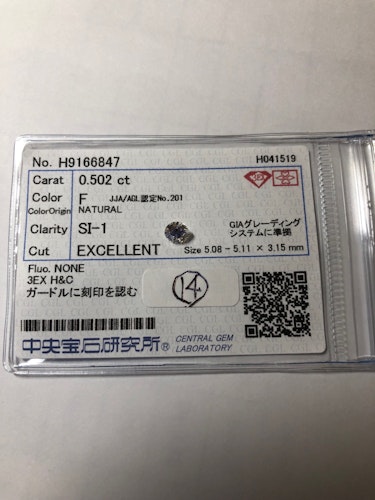 No. H9166847 H041519
Carat 0.502 ct
Color F JJA/AGL認定No.201
ColorOrigin NATURAL
Clarity SI-1 GIAグレーディングシステムに準拠
Cut EXCELLENT Size 5.08 - 5.11 × 3.15 mm
Fluo. NONE
3EX H&C
ガードルに刻印を認む
14
中央宝石研究所® CENTRAL GEM LABORATORY